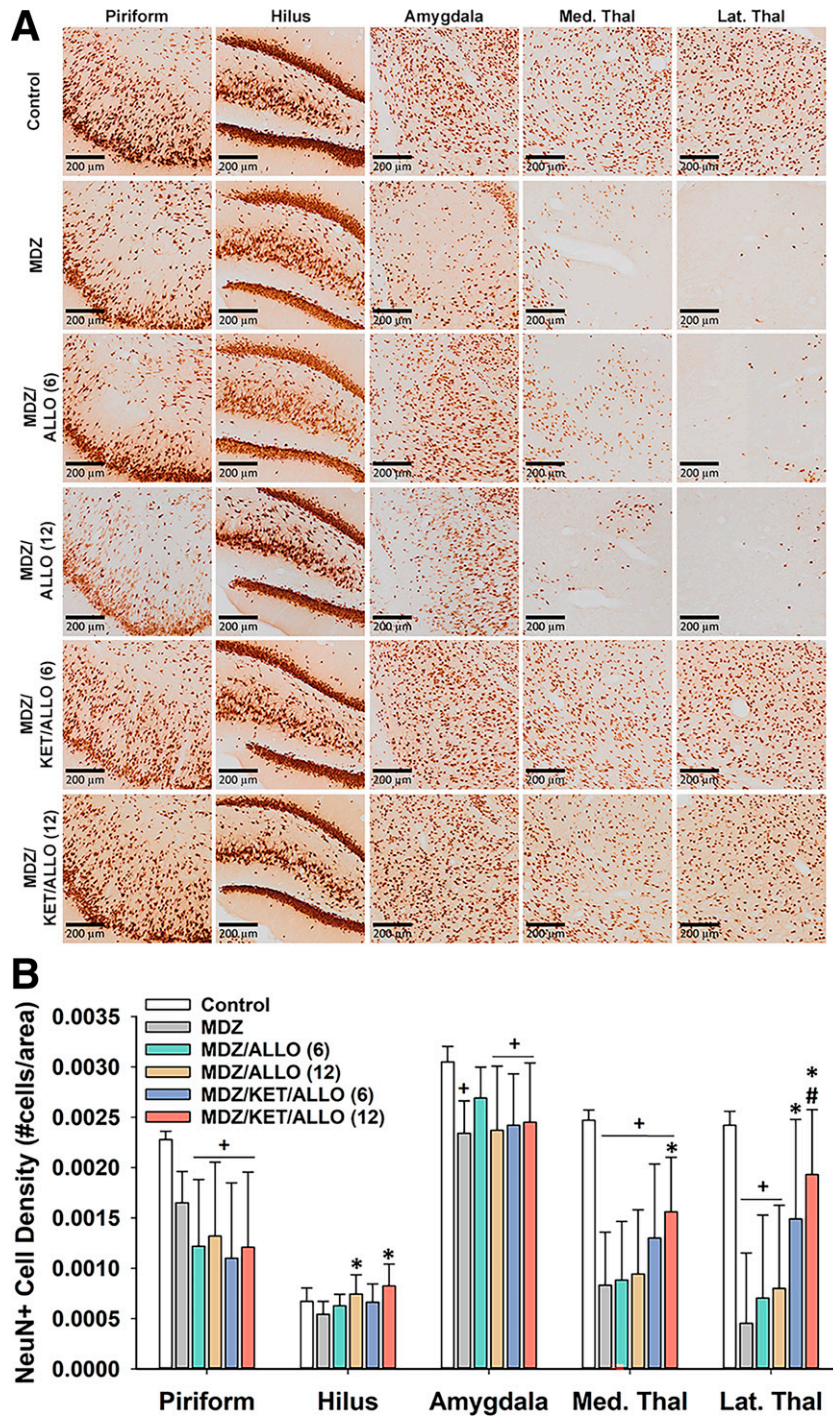 A
Piriform Hilus Amygdala Med. Thal Lat. Thal
Control
200 µm 200 µm 200 µm 200 µm 200 µm
MDZ
200 µm 200 µm 200 µm 200 µm 200 µm
MDZ/
ALLO (6)
200 µm 200 µm 200 µm 200 µm 200 µm
MDZ/
ALLO (12)
200 µm 200 µm 200 µm 200 µm 200 µm
MDZ/
KET/ALLO (6)
200 µm 200 µm 200 µm 200 µm 200 µm
MDZ/
KET/ALLO (12)
200 µm 200 µm 200 µm 200 µm 200 µm
B
NeuN+ Cell Density (#cells/area)
0.0035
0.0030
0.0025
0.0020
0.0015
0.0010
0.0005
0.0000
Control
MDZ
MDZ/ALLO (6)
MDZ/ALLO (12)
MDZ/KET/ALLO (6)
MDZ/KET/ALLO (12)
+
* *
+ +
+ *
+ * * #
Piriform Hilus Amygdala Med. Thal Lat. Thal